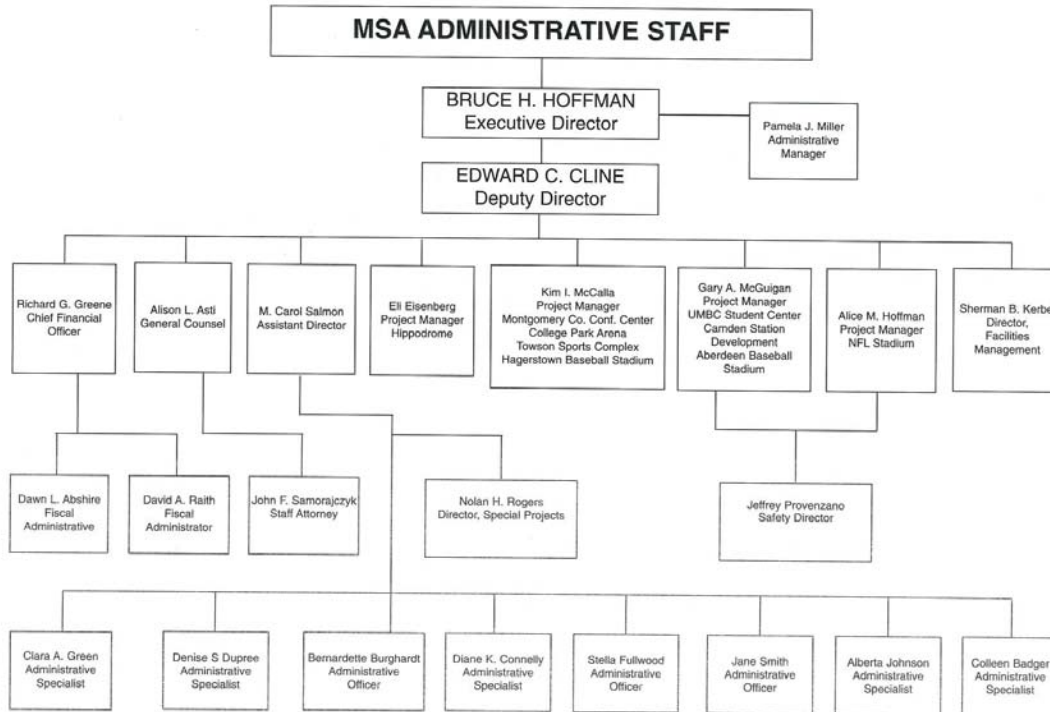 MSA ADMINISTRATIVE STAFF
BRUCE H. HOFFMAN
Executive Director
Pamela J. Miller
Administrative
Manager
EDWARD C. CLINE
Deputy Director
Richard G. Greene
Chief Financial
Officer
Alison L. Asti
General Counsel
M. Carol Salmon
Assistant Director
Eli Eisenberg
Project Manager
Hippodrome
Kim I. McCalla
Project Manager
Montgomery Co. Conf. Center
College Park Arena
Towson Sports Complex
Hagerstown Baseball Stadium
Gary A. McGuigan
Project Manager
UMBC Student Center
Camden Station
Development
Aberdeen Baseball
Stadium
Alice M. Hoffman
Project Manager
NFL Stadium
Sherman B. Kerbe
Director,
Facilities
Management
Dawn L. Abshire
Fiscal
Administrative
David A. Raith
Fiscal
Administrator
John F. Samorajczyk
Staff Attorney
Nolan H. Rogers
Director, Special Projects
Jeffrey Provenzano
Safety Director
Clara A. Green
Administrative
Specialist
Denise S Dupree
Administrative
Specialist
Bernardette Burghardt
Administrative
Officer
Diane K. Connelly
Administrative
Specialist
Stella Fullwood
Administrative
Officer
Jane Smith
Administrative
Officer
Alberta Johnson
Administrative
Specialist
Colleen Badger
Administrative
Specialist